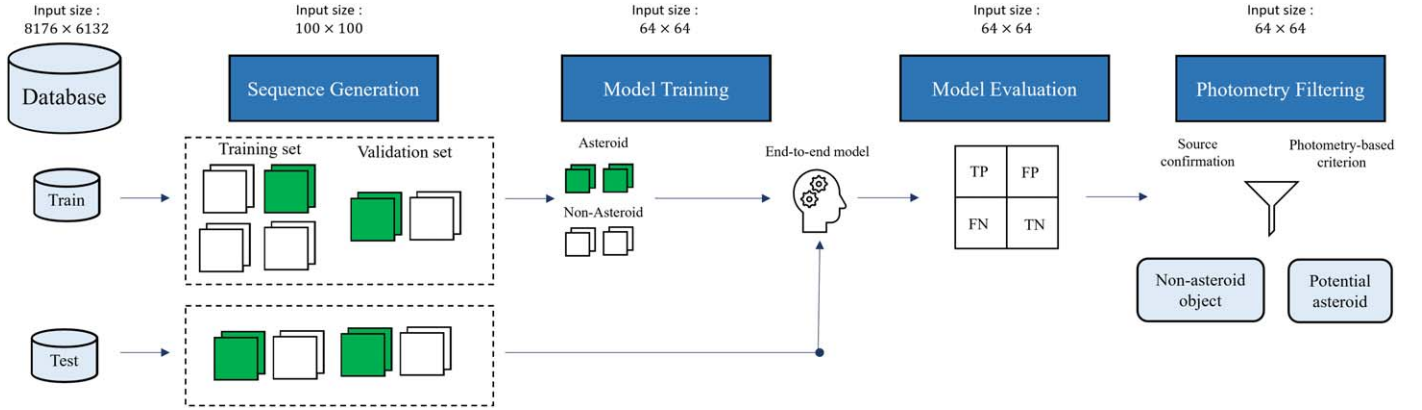 Input size :
8176 × 6132
Input size :
100 × 100
Input size :
64 × 64
Input size :
64 × 64
Input size :
64 × 64
Database
Sequence Generation
Model Training
Model Evaluation
Photometry Filtering
Training set
Validation set
Train
Asteroid
Non-Asteroid
End-to-end model
TP
FP
FN
TN
Source
confirmation
Photometry-based
criterion
Non-asteroid
object
Potential
asteroid
Test